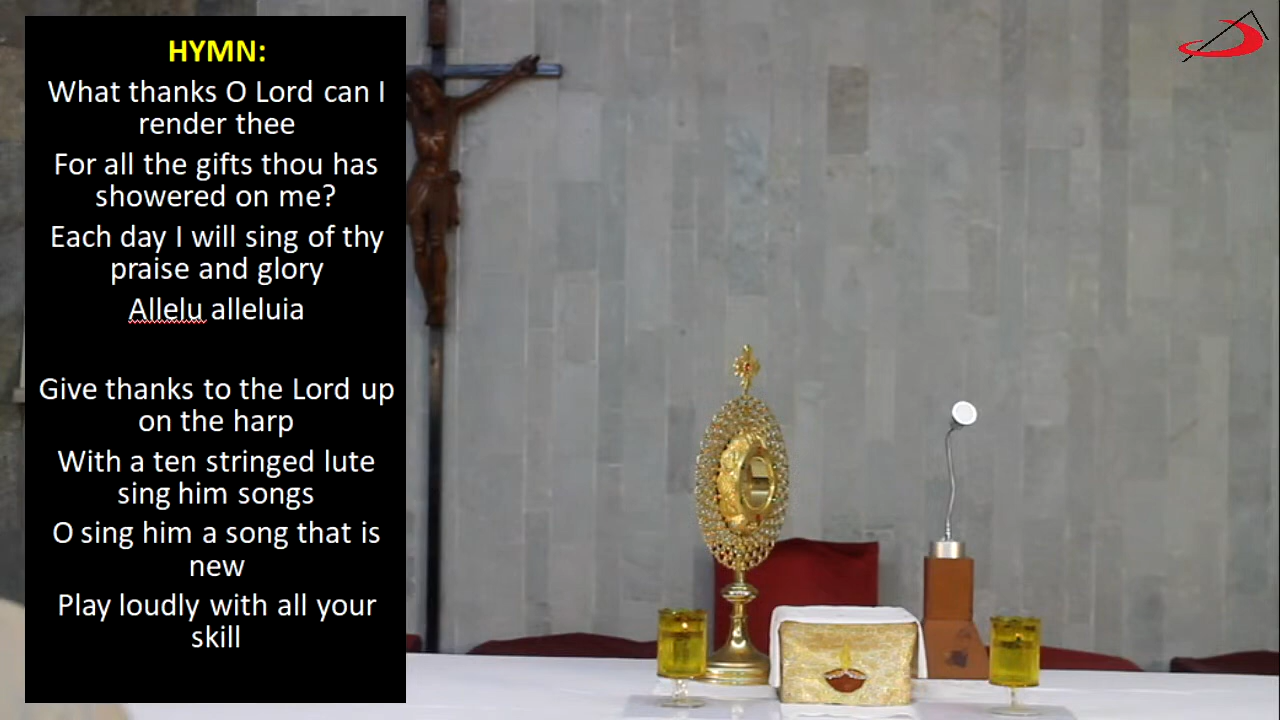 HYMN:
What thanks O Lord can I
render thee
For all the gifts thou has
showered on me?
Each day I will sing of thy
praise and glory
Allelu alleluia
Give thanks to the Lord up
on the harp
With a ten stringed lute
sing him songs
O sing him a song that is
new
Play loudly with all your
skill